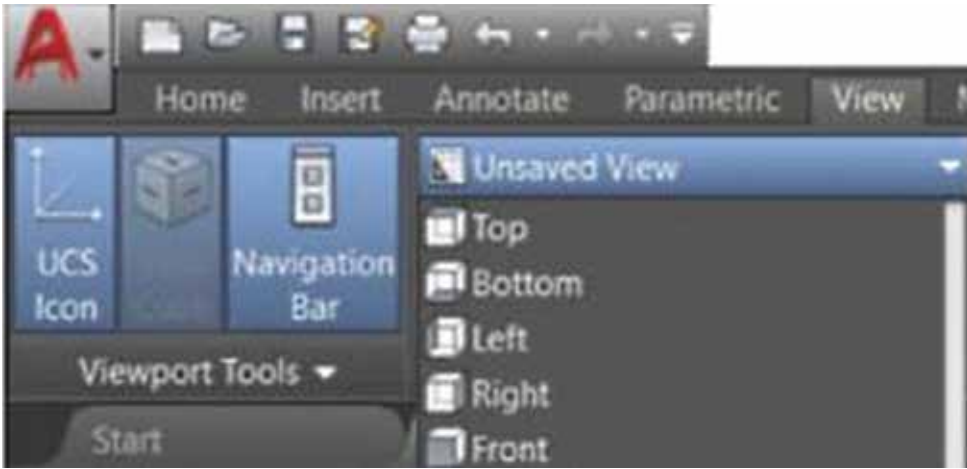 A
Home Insert Annotate Parametric View
UCS Icon
Navigation Bar
Viewport Tools
Start
Unsaved View
Top
Bottom
Left
Right
Front